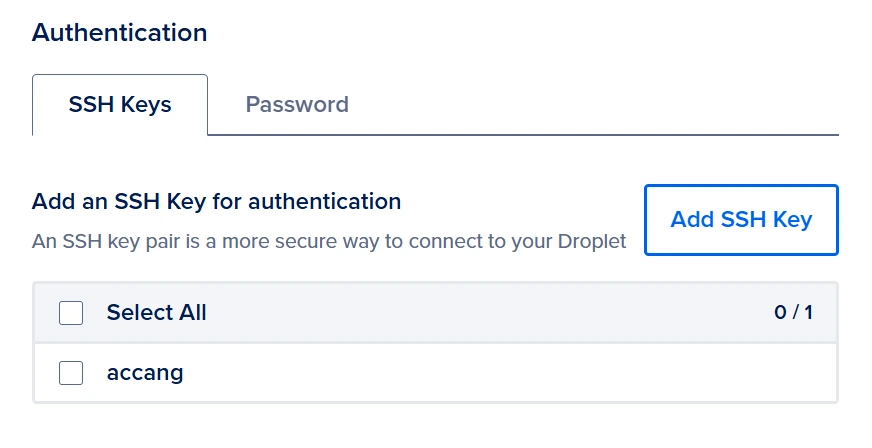 Authentication
SSH Keys
Password
Add an SSH Key for authentication
An SSH key pair is a more secure way to connect to your Droplet
Add SSH Key
Select All
0 / 1
accang